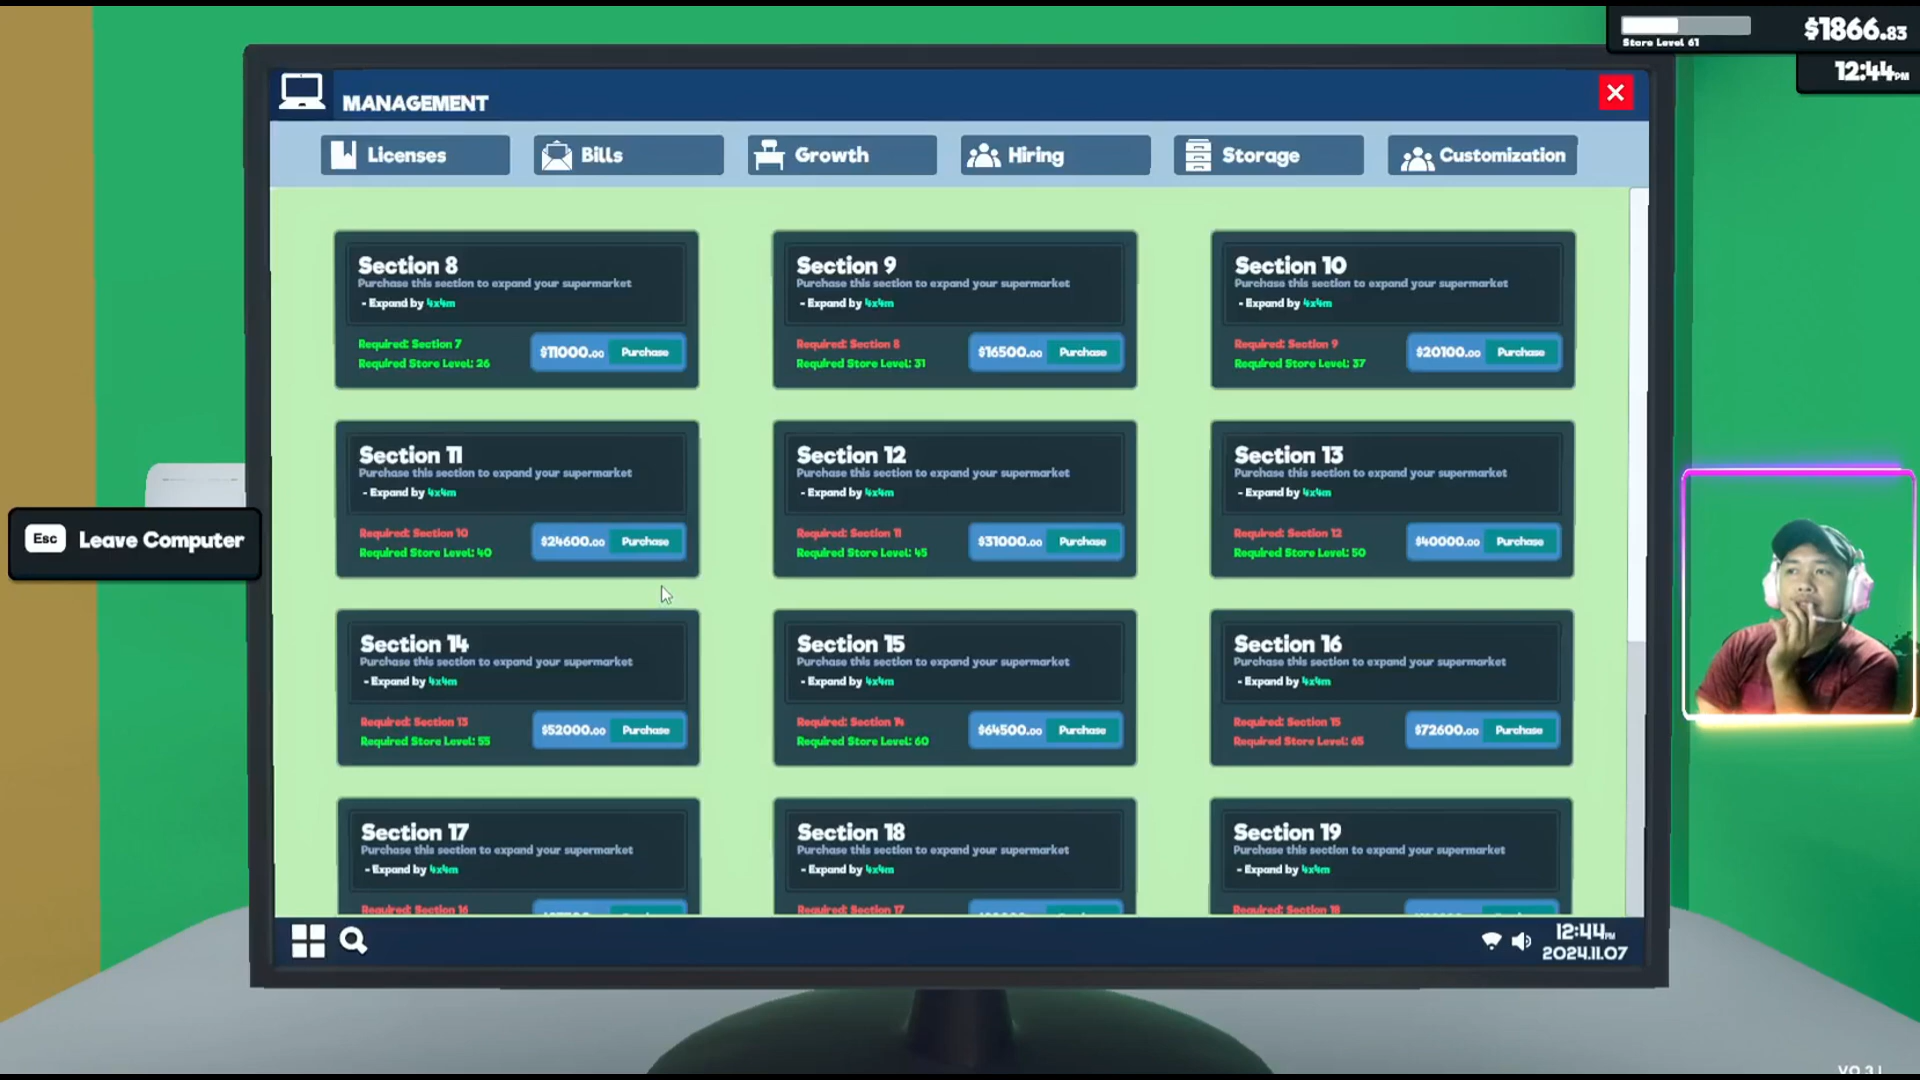 Store Level 61
$1866.83
12:44PM
MANAGEMENT
Licenses
Bills
Growth
Hiring
Storage
Customization
Section 8
Purchase this section to expand your supermarket
- Expand by 4x4m
Required: Section 7
Required Store Level: 26
$11000.00 Purchase
Section 9
Purchase this section to expand your supermarket
- Expand by 4x4m
Required: Section 8
Required Store Level: 31
$16500.00 Purchase
Section 10
Purchase this section to expand your supermarket
- Expand by 4x4m
Required: Section 9
Required Store Level: 37
$20100.00 Purchase
Section 11
Purchase this section to expand your supermarket
- Expand by 4x4m
Required: Section 10
Required Store Level: 40
$24600.00 Purchase
Section 12
Purchase this section to expand your supermarket
- Expand by 4x4m
Required: Section 11
Required Store Level: 45
$31000.00 Purchase
Section 13
Purchase this section to expand your supermarket
- Expand by 4x4m
Required: Section 12
Required Store Level: 50
$40000.00 Purchase
Esc Leave Computer
Section 14
Purchase this section to expand your supermarket
- Expand by 4x4m
Required: Section 13
Required Store Level: 55
$52000.00 Purchase
Section 15
Purchase this section to expand your supermarket
- Expand by 4x4m
Required: Section 14
Required Store Level: 60
$64500.00 Purchase
Section 16
Purchase this section to expand your supermarket
- Expand by 4x4m
Required: Section 15
Required Store Level: 65
$72600.00 Purchase
Section 17
Purchase this section to expand your supermarket
- Expand by 4x4m
Required: Section 16
Section 18
Purchase this section to expand your supermarket
- Expand by 4x4m
Required: Section 17
Section 19
Purchase this section to expand your supermarket
- Expand by 4x4m
Required: Section 18
12:44PM
2024.11.07